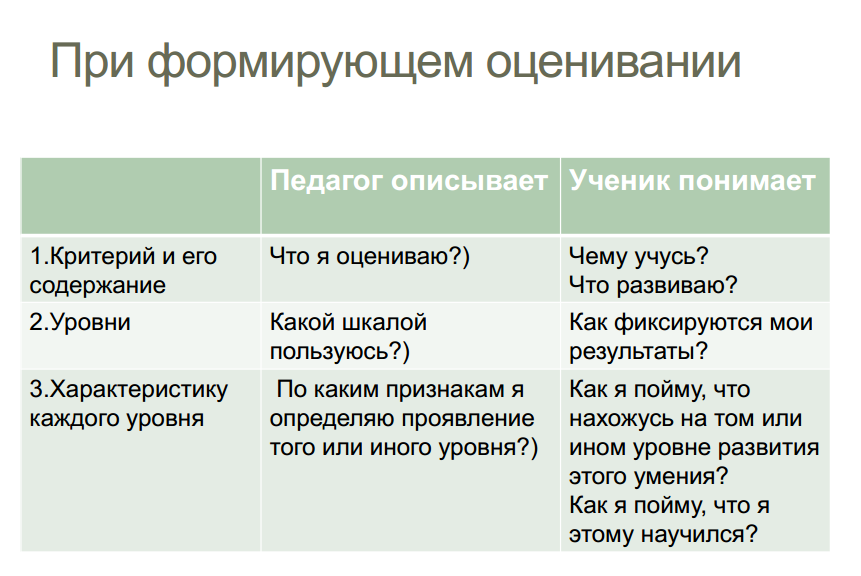 При формирующем оценивании
Педагог описывает
Ученик понимает
1.Критерий и его
содержание
Что я оцениваю?)
Чему учусь?
Что развиваю?
2.Уровни
Какой шкалой
пользуюсь?)
Как фиксируются мои
результаты?
3.Характеристику
каждого уровня
По каким признакам я
определяю проявление
того или иного уровня?)
Как я пойму, что
нахожусь на том или
ином уровне развития
этого умения?
Как я пойму, что я
этому научился?